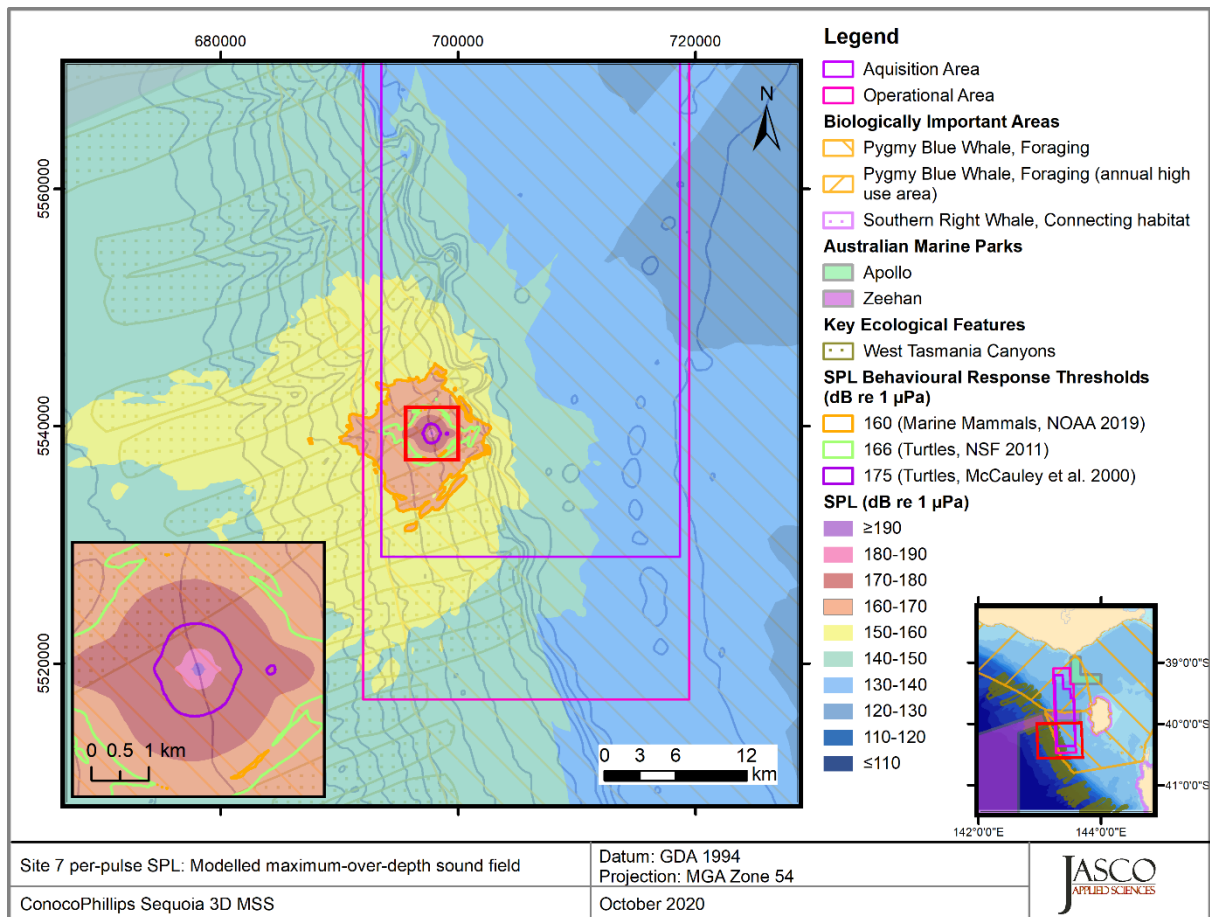 680000
700000
720000
5560000
5540000
5520000
N
0 0.5 1 km
0 3 6 12
km
Legend
Aquisition Area
Operational Area
Biologically Important Areas
Pygmy Blue Whale, Foraging
Pygmy Blue Whale, Foraging (annual high
use area)
Southern Right Whale, Connecting habitat
Australian Marine Parks
Apollo
Zeehan
Key Ecological Features
West Tasmania Canyons
SPL Behavioural Response Thresholds
(dB re 1 µPa)
160 (Marine Mammals, NOAA 2019)
166 (Turtles, NSF 2011)
175 (Turtles, McCauley et al. 2000)
SPL (dB re 1 µPa)
≥190
180-190
170-180
160-170
150-160
140-150
130-140
120-130
110-120
≤110
39°0'0"S
40°0'0"S
41°0'0"S
142°0'0"E
144°0'0"E
Site 7 per-pulse SPL: Modelled maximum-over-depth sound field
Datum: GDA 1994
Projection: MGA Zone 54
ConocoPhillips Sequoia 3D MSS
October 2020
JASCO
APPLIED SCIENCES